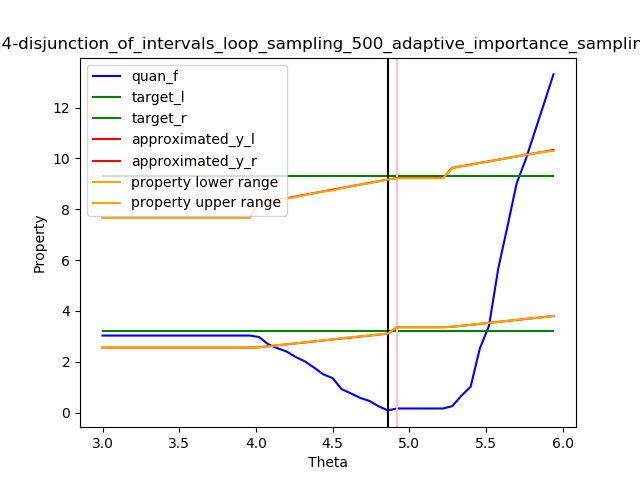 .4-disjunction_of_intervals_loop_sampling_500_adaptive_importance_samplin
quan_f
target_l
target_r
approximated_y_l
approximated_y_r
property lower range
property upper range
Property
12
10
8
6
4
2
0
3.0 3.5 4.0 4.5 5.0 5.5 6.0
Theta